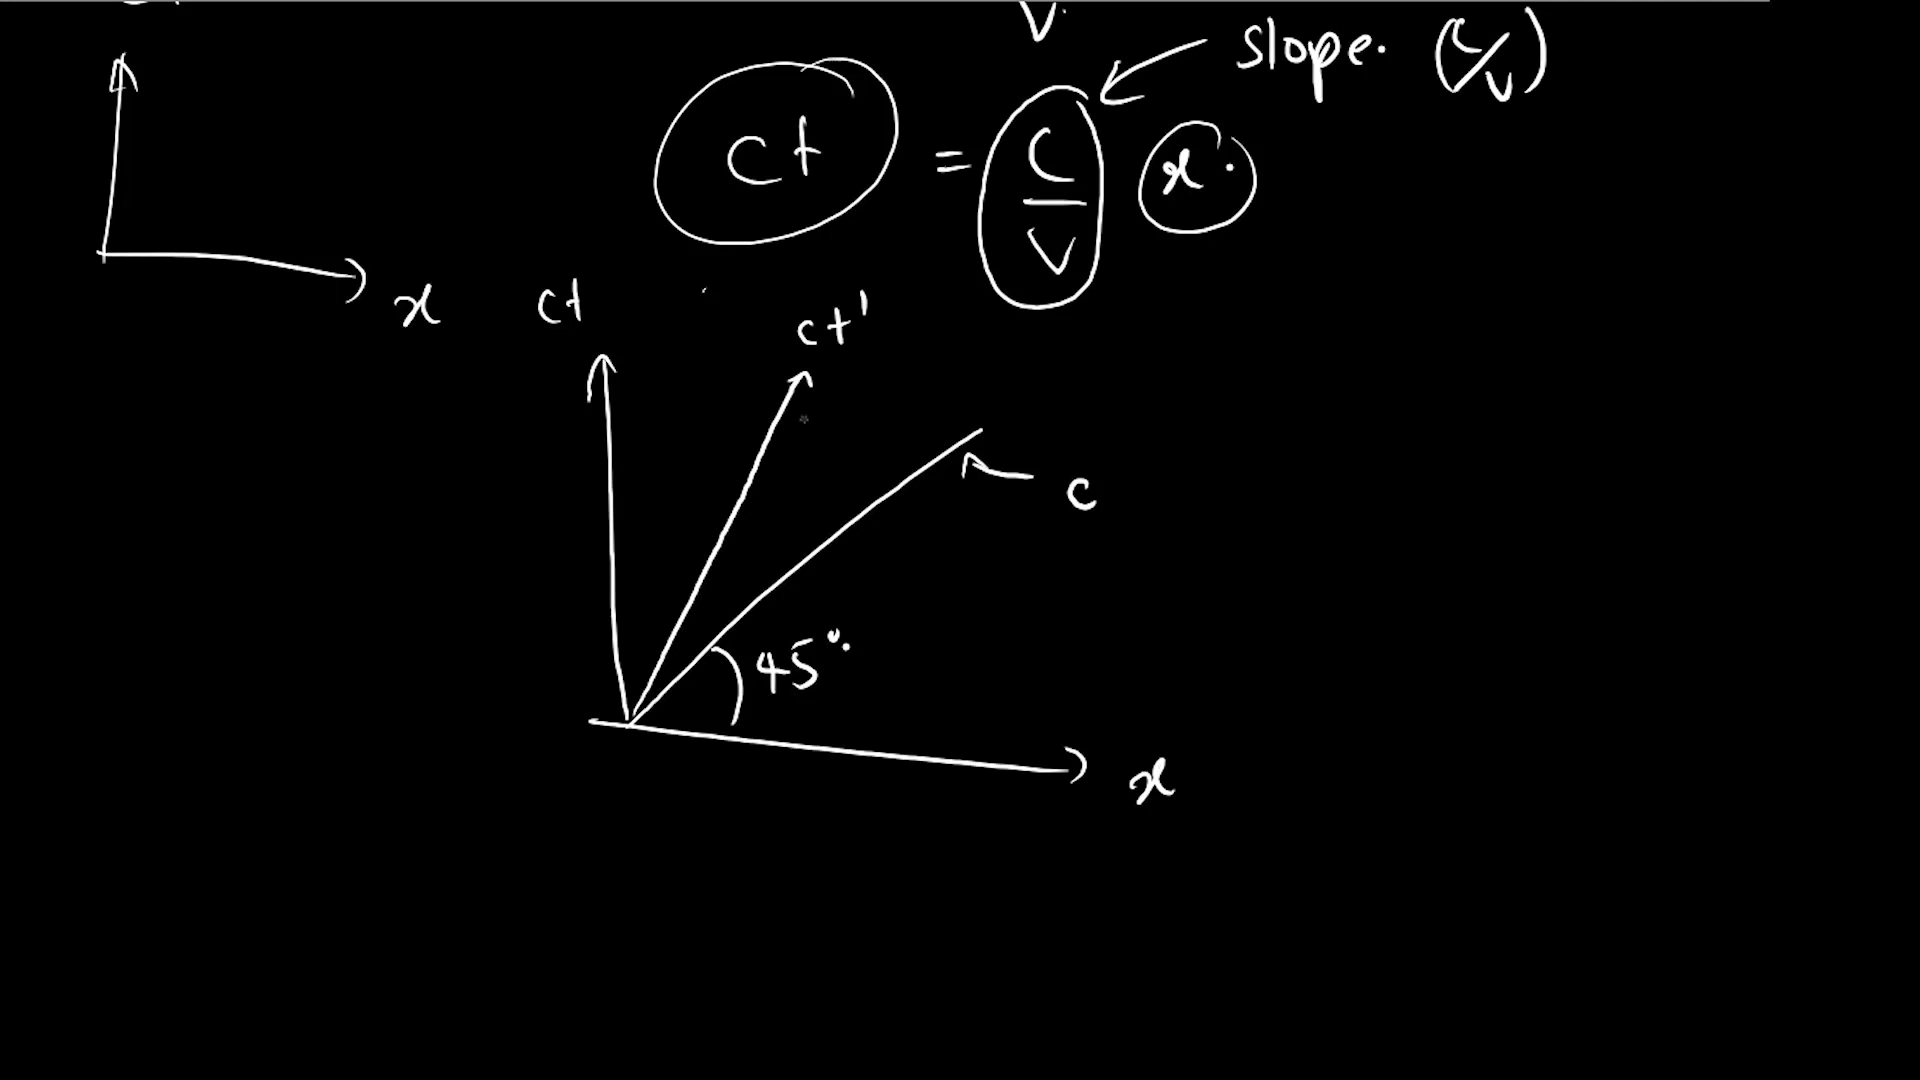 V.
slope. (c/v)
ct = c/v x.
x
ct
ct'
c
45°.
x